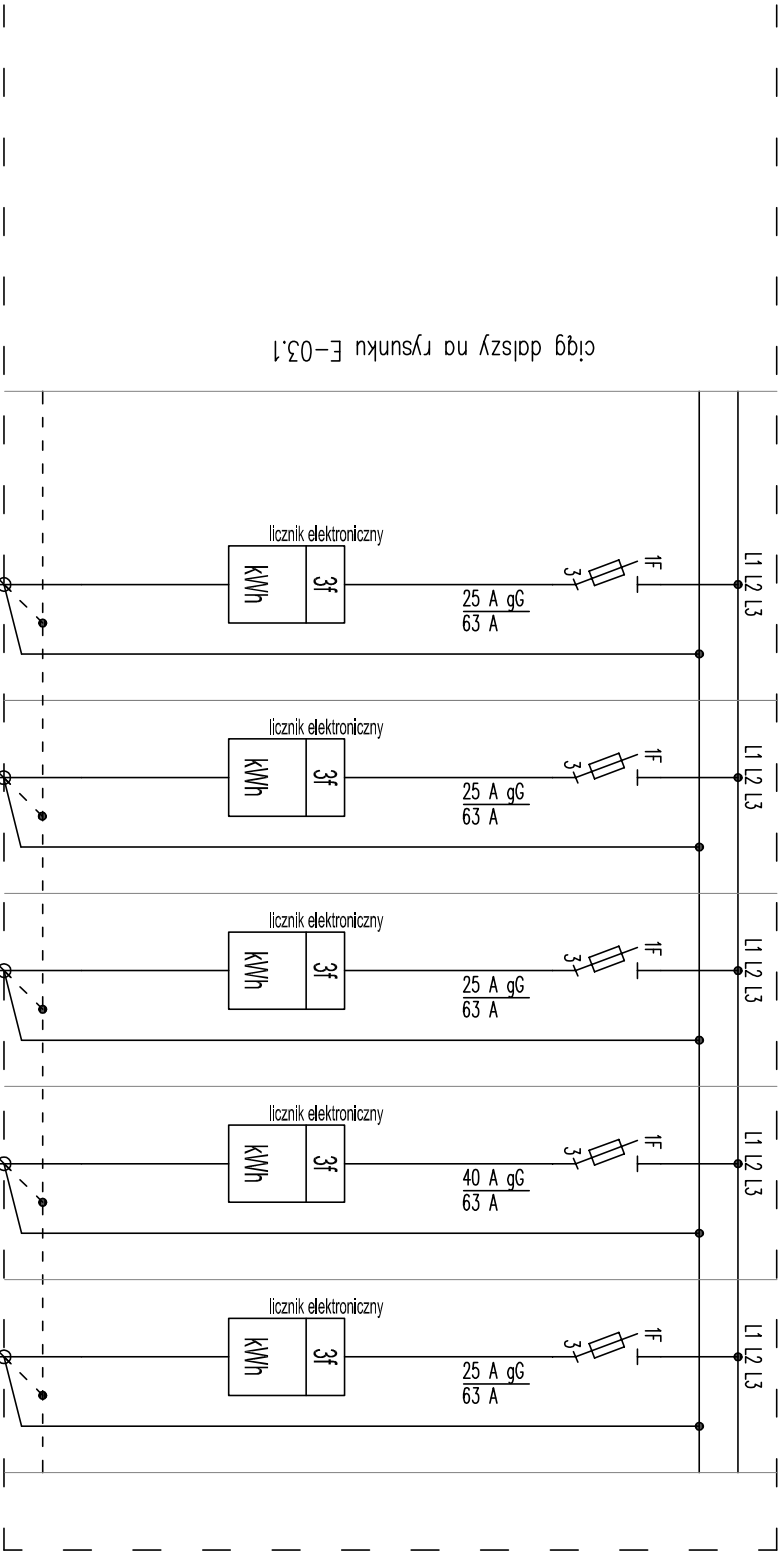 ciąg dalszy na rysunku E-03.1
licznik elektroniczny
kWh
3f
25 A gG
63 A
3
1F
L1 L2 L3
licznik elektroniczny
kWh
3f
25 A gG
63 A
3
1F
L1 L2 L3
licznik elektroniczny
kWh
3f
25 A gG
63 A
3
1F
L1 L2 L3
licznik elektroniczny
kWh
3f
40 A gG
63 A
3
1F
L1 L2 L3
licznik elektroniczny
kWh
3f
25 A gG
63 A
3
1F
L1 L2 L3